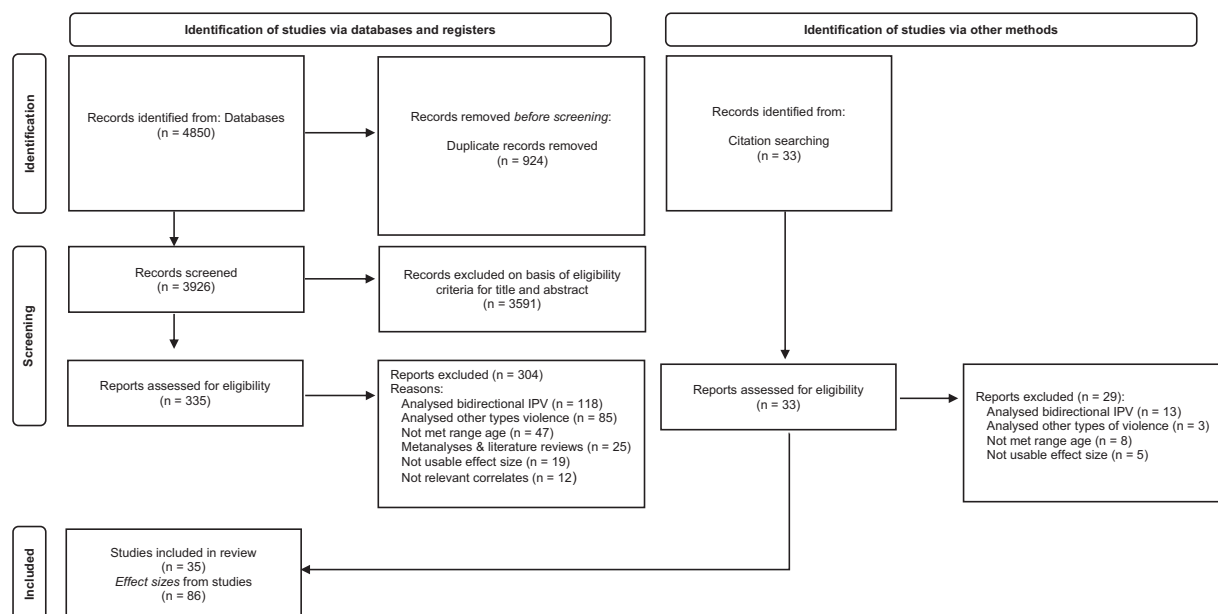 Identification of studies via databases and registers
Identification of studies via other methods
Identification
Records identified from: Databases
(n = 4850)
Records removed before screening:
Duplicate records removed
(n = 924)
Records identified from:
Citation searching
(n = 33)
Screening
Records screened
(n = 3926)
Records excluded on basis of eligibility
criteria for title and abstract
(n = 3591)
Reports assessed for eligibility
(n = 335)
Reports excluded (n = 304)
Reasons:
Analysed bidirectional IPV (n = 118)
Analysed other types violence (n = 85)
Not met range age (n = 47)
Metanalyses & literature reviews (n = 25)
Not usable effect size (n = 19)
Not relevant correlates (n = 12)
Reports assessed for eligibility
(n = 33)
Reports excluded (n = 29):
Analysed bidirectional IPV (n = 13)
Analysed other types of violence (n = 3)
Not met range age (n = 8)
Not usable effect size (n = 5)
Included
Studies included in review
(n = 35)
Effect sizes from studies
(n = 86)